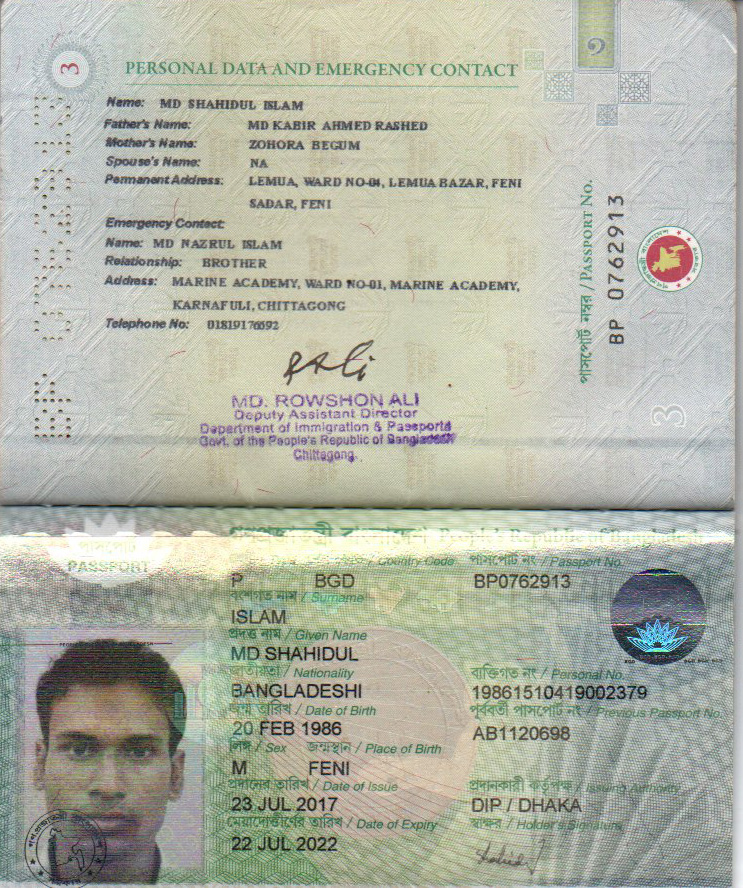 3
PERSONAL DATA AND EMERGENCY CONTACT
Name: MD SHAHIDUL ISLAM
Father's Name: MD KABIR AHMED RASHED
Mother's Name: ZOHORA BEGUM
Spouse's Name: NA
Permanent Address: LEMUA, WARD NO-04, LEMUA BAZAR, FENI
SADAR, FENI
Emergency Contact:
Name: MD NAZRUL ISLAM
Relationship: BROTHER
Address: MARINE ACADEMY, WARD NO-01, MARINE ACADEMY,
KARNAFULI, CHITTAGONG
Telephone No: 01819176692
MD. ROWSHON ALI
Deputy Assistant Director
Department of Immigration & Passports
Govt. of the People's Republic of Bangladesh
Chittagong.
পাসপোর্ট নম্বর / PASSPORT No.
BP 0762913
3
BP 0762913
গণপ্রজাতন্ত্রী বাংলাদেশ People's Republic of Bangladesh
পাসপোর্ট
PASSPORT
Country Code পাসপোর্ট নং / Passport No.
P BGD BP0762913
বংশগত নাম / Surname
ISLAM
প্রদত্ত নাম / Given Name
MD SHAHIDUL
জাতীয়তা / Nationality ব্যক্তিগত নং / Personal No.
BANGLADESHI 19861510419002379
জন্ম তারিখ / Date of Birth পূর্ববর্তী পাসপোর্ট নং / Previous Passport No.
20 FEB 1986 AB1120698
লিঙ্গ / Sex জন্মস্থান / Place of Birth
M FENI
প্রদানের তারিখ / Date of Issue প্রদানকারী কর্তৃপক্ষ / Issuing Authority
23 JUL 2017 DIP / DHAKA
মেয়াদোত্তীর্ণের তারিখ / Date of Expiry স্বাক্ষর / Holder's Signature
22 JUL 2022